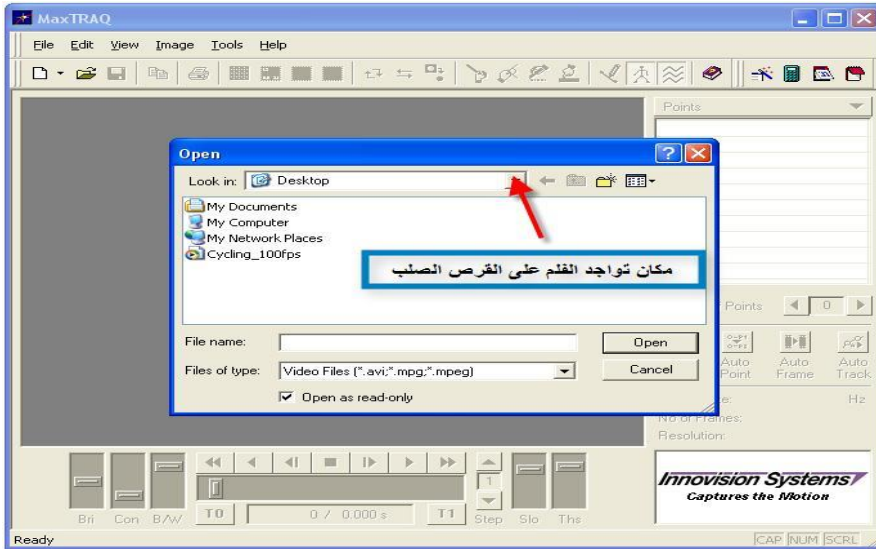 MaxTRAQ
File Edit View Image Tools Help
Points
Open
Look in: Desktop
My Documents
My Computer
My Network Places
Cycling_100fps
مكان تواجد الفلم على القرص الصلب
Points 0
File name: Open
Files of type: Video Files (*.avi;*.mpg;*.mpeg) Cancel
Open as read-only
Auto Point Auto Frame Auto Track
Hz
No of Frames:
Resolution:
Innovision Systems
Captures the Motion
1
T0 0 / 0.000 s T1
Bri Con B/W Step Slo Ths
Ready CAP NUM SCRL